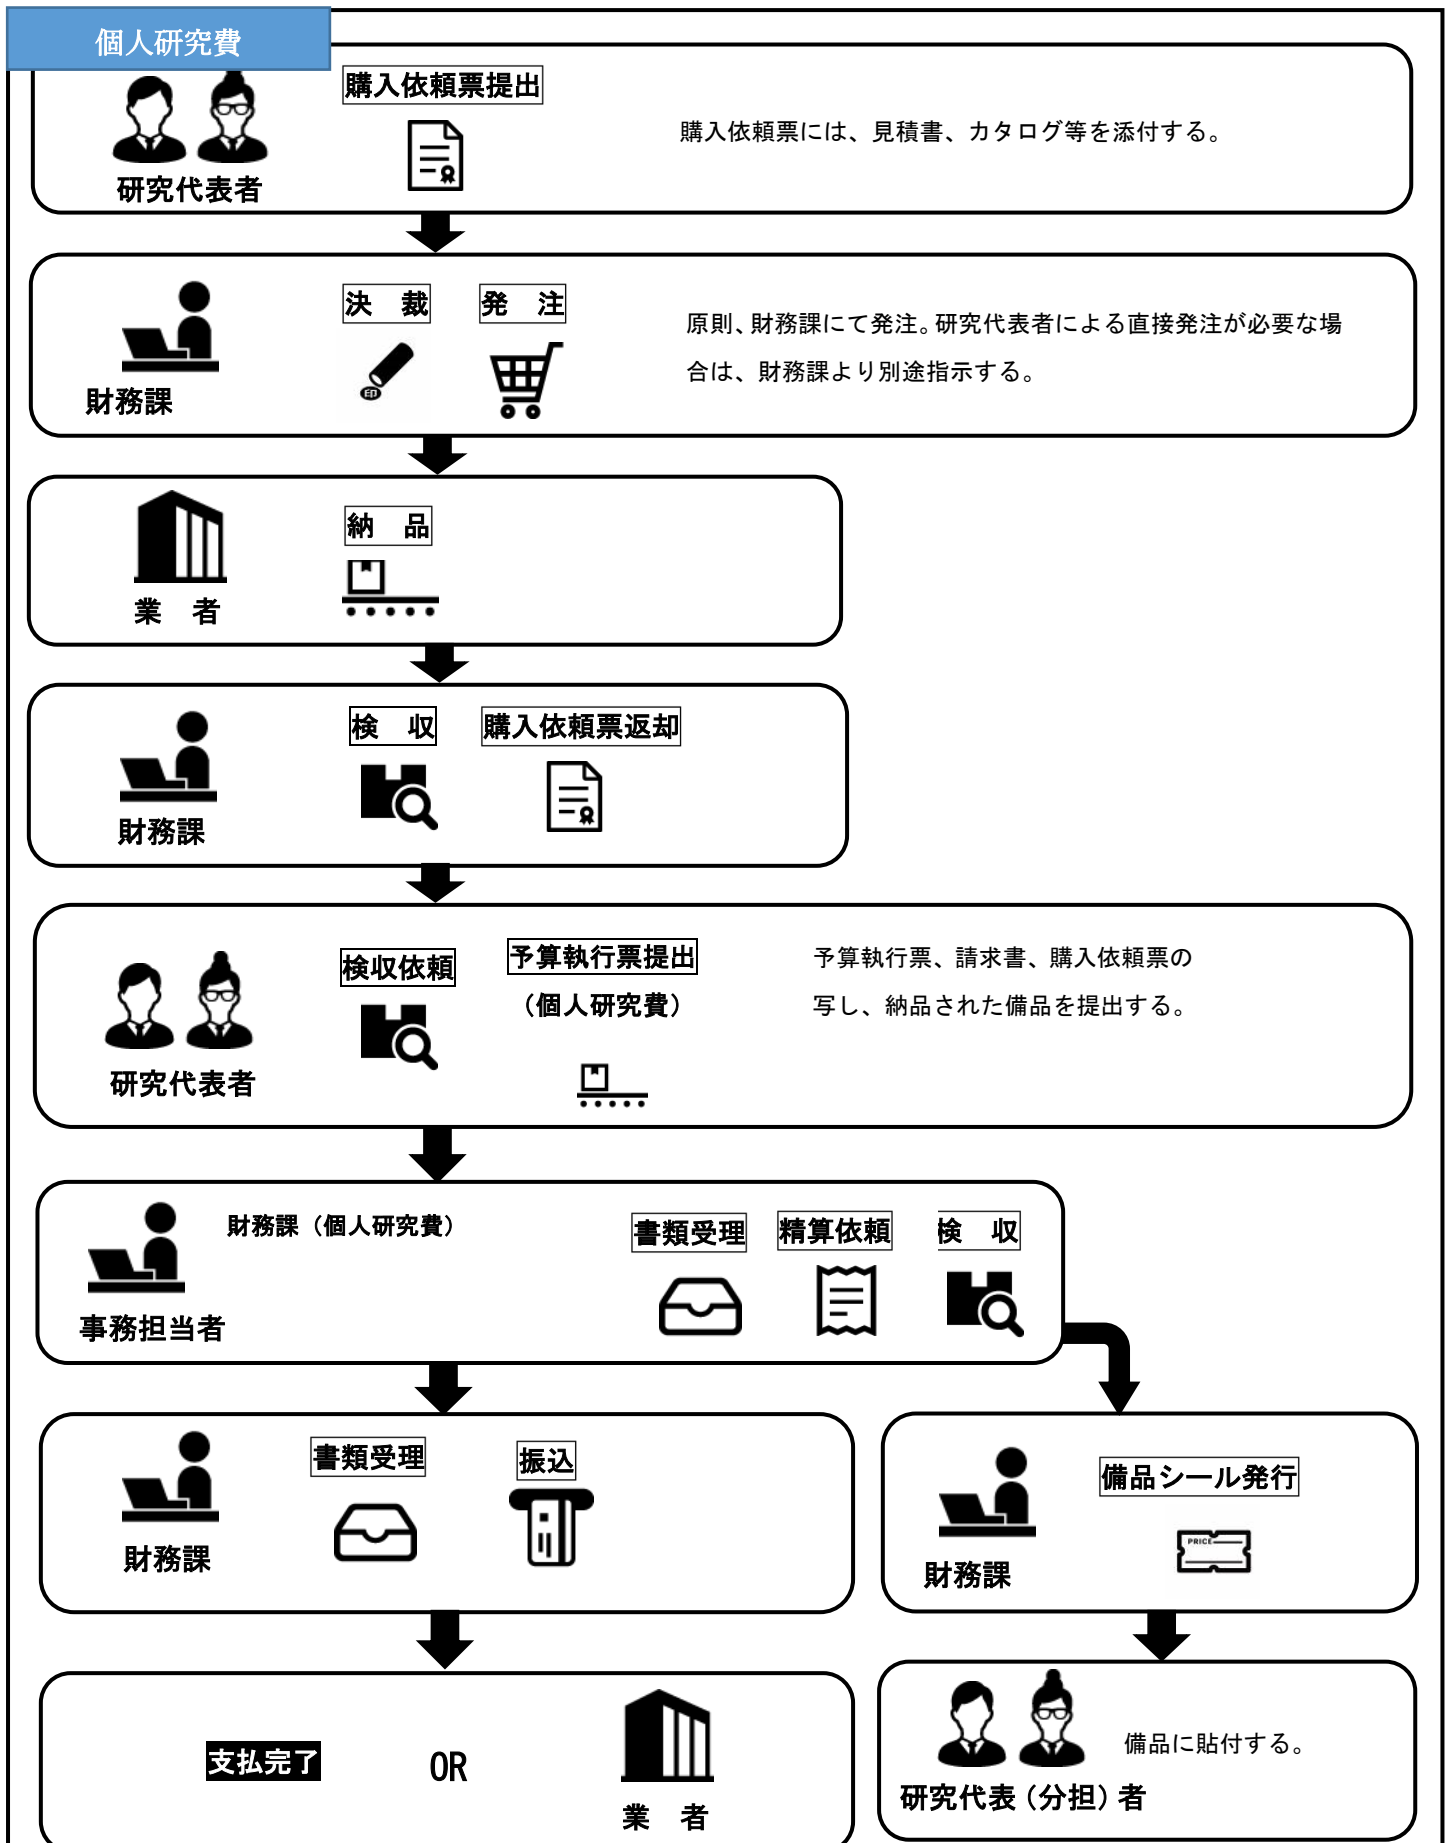 個人研究費
購入依頼票提出
購入依頼票には、見積書、カタログ等を添付する。
研究代表者
決　裁
発　注
原則、財務課にて発注。研究代表者による直接発注が必要な場
合は、財務課より別途指示する。
財務課
納　品
業　者
検　収
購入依頼票返却
財務課
検収依頼
予算執行票提出
（個人研究費）
予算執行票、請求書、購入依頼票の
写し、納品された備品を提出する。
研究代表者
財務課（個人研究費）
書類受理
精算依頼
検　収
事務担当者
書類受理
振込
財務課
備品シール発行
PRICE
財務課
支払完了
OR
業　者
備品に貼付する。
研究代表（分担）者